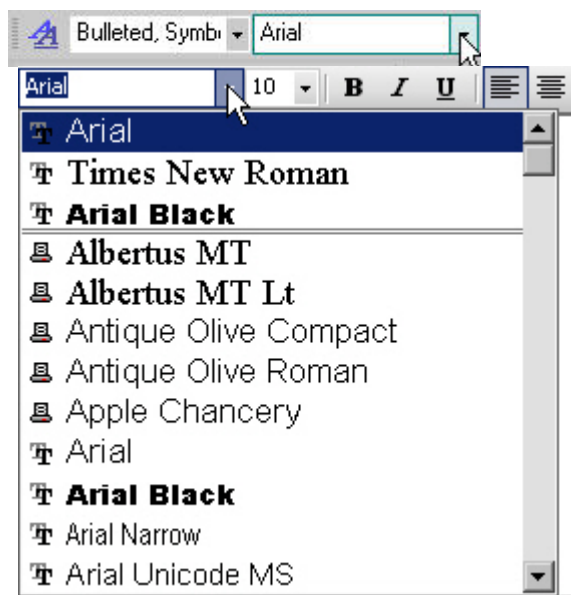 Bulleted, Symb Arial
Arial 10 B I U
Arial
Times New Roman
Arial Black
Albertus MT
Albertus MT Lt
Antique Olive Compact
Antique Olive Roman
Apple Chancery
Arial
Arial Black
Arial Narrow
Arial Unicode MS